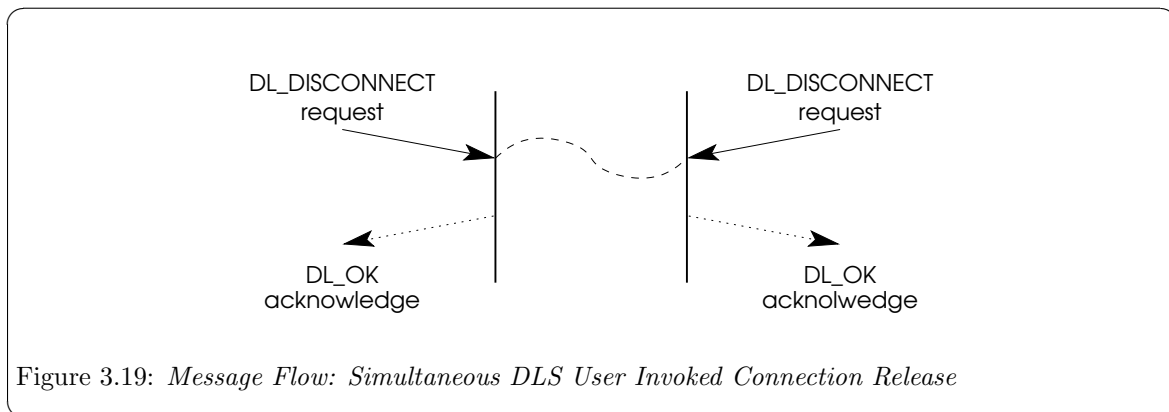 DL_DISCONNECT
request
DL_DISCONNECT
request
DL_OK
acknowledge
DL_OK
acknolwedge
Figure 3.19: Message Flow: Simultaneous DLS User Invoked Connection Release